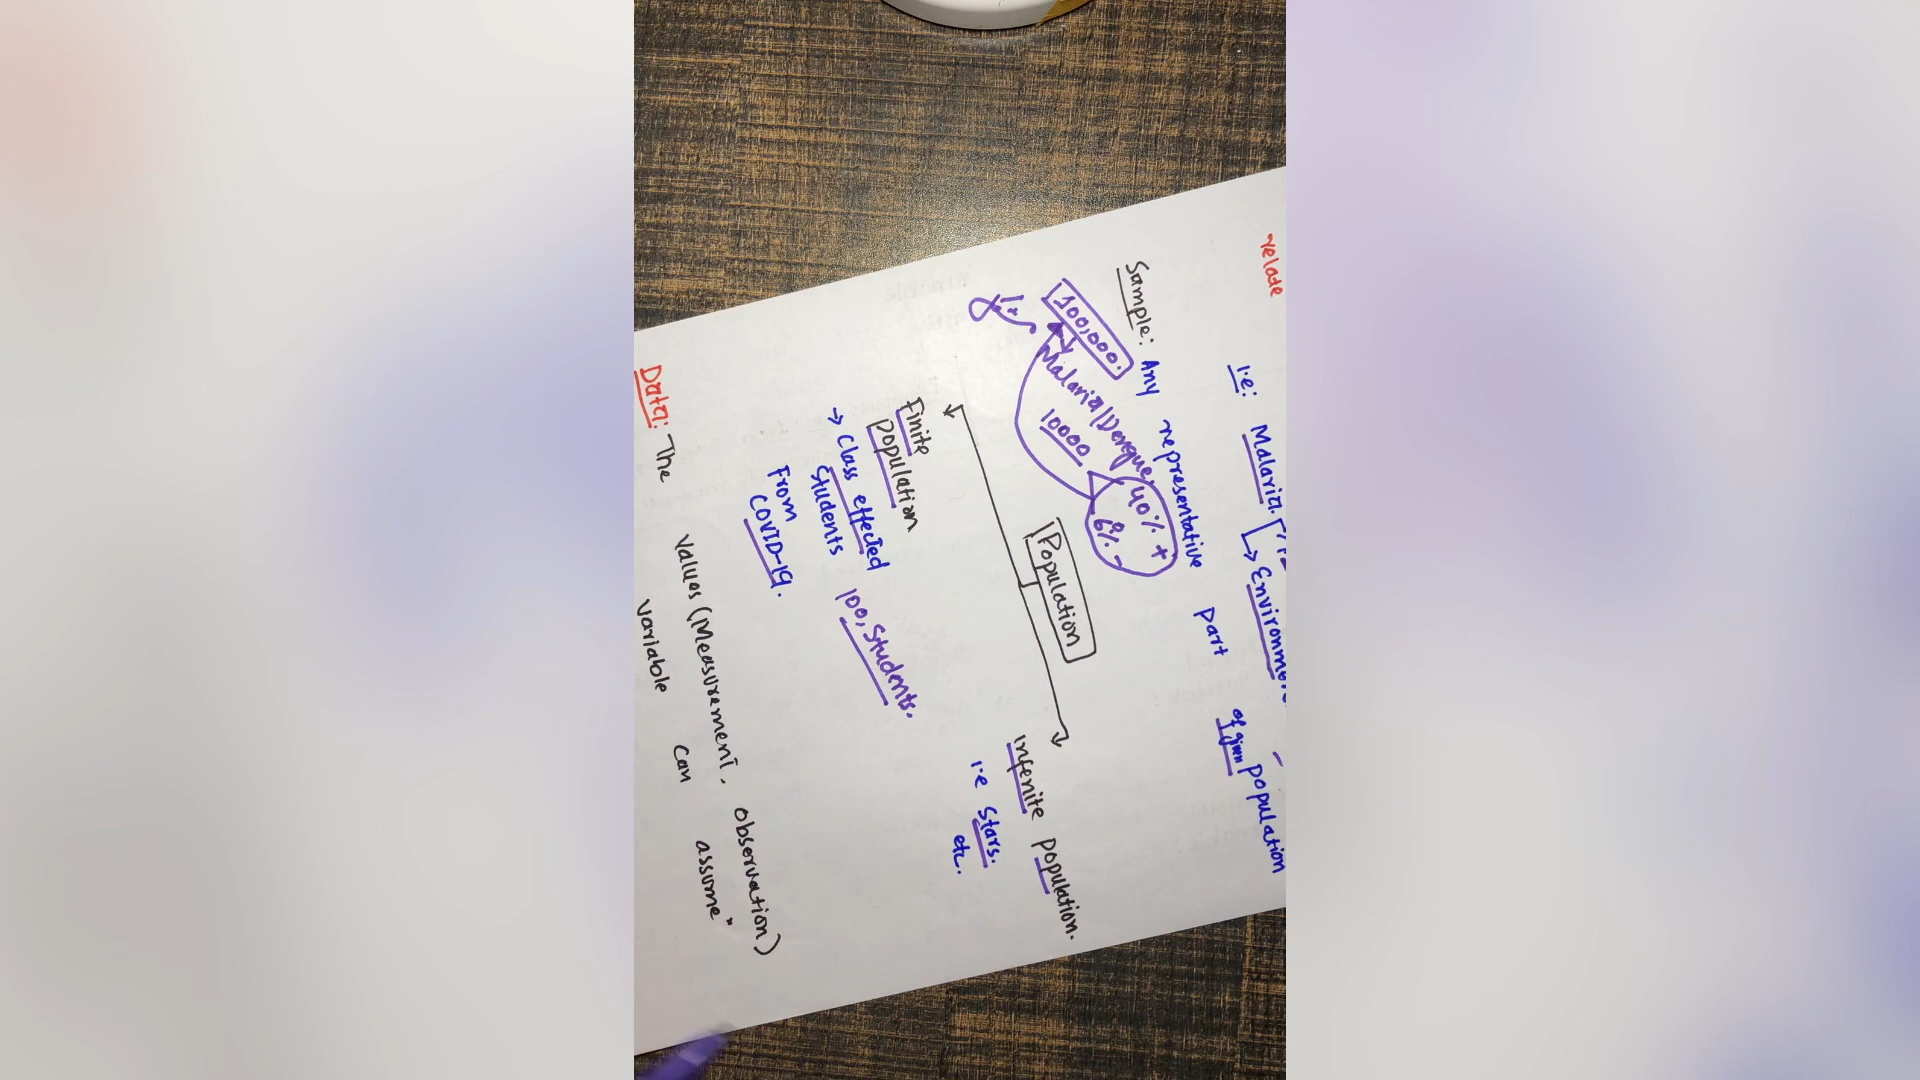 relate
i.e: Malaria.
↳ Environment
Sample: Any representative part of given population
100,000.
Malaria/Dengue.
10000
40% +
6%. -
Population
Finite population
infenite population.
→ Class effected students
100, Students.
i.e Stars.
etc.
From COVID-19.
Data: The values (Measurement, observation)
variable can assume"